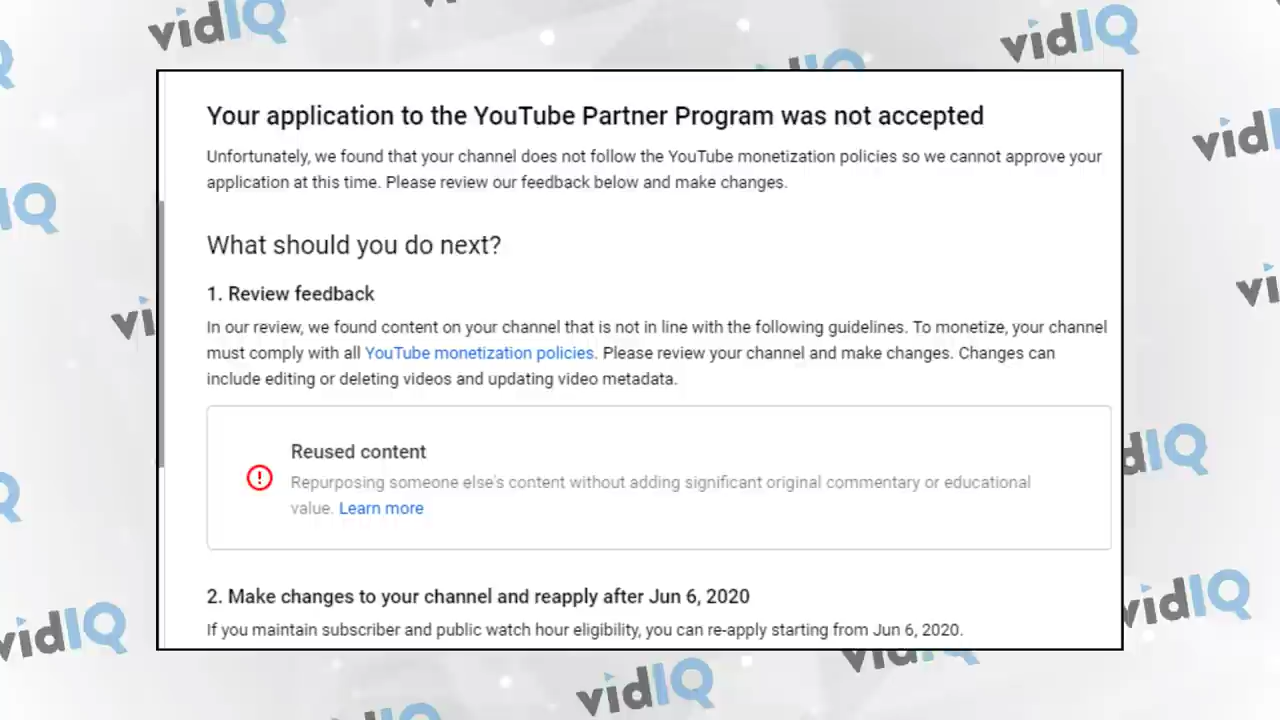 vidIQ
vidIQ
vidIQ
Your application to the YouTube Partner Program was not accepted
Unfortunately, we found that your channel does not follow the YouTube monetization policies so we cannot approve your
application at this time. Please review our feedback below and make changes.
What should you do next?
1. Review feedback
In our review, we found content on your channel that is not in line with the following guidelines. To monetize, your channel
must comply with all YouTube monetization policies. Please review your channel and make changes. Changes can
include editing or deleting videos and updating video metadata.
Reused content
Repurposing someone else's content without adding significant original commentary or educational
value. Learn more
2. Make changes to your channel and reapply after Jun 6, 2020
If you maintain subscriber and public watch hour eligibility, you can re-apply starting from Jun 6, 2020.
vidIQ
vidIQ
vidIQ